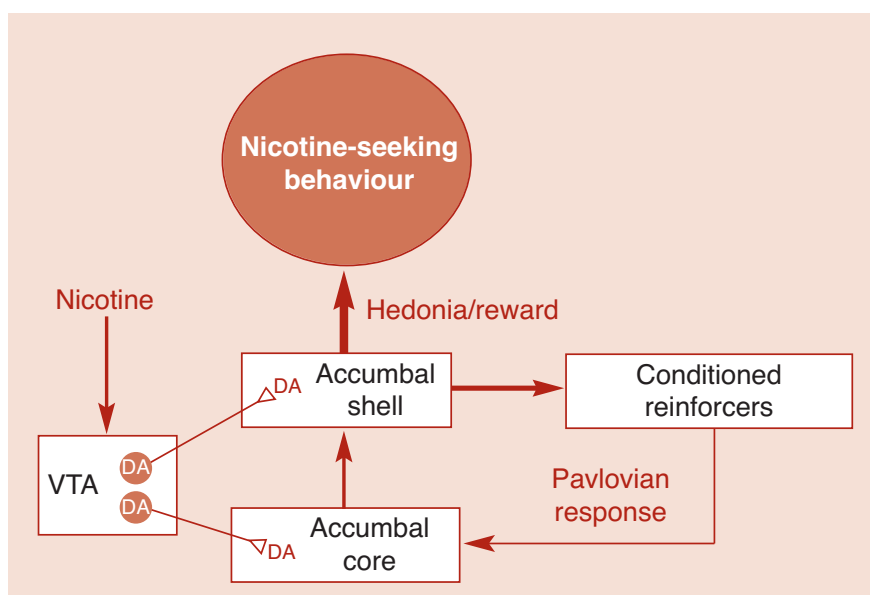 Nicotine-seeking
behaviour
Nicotine
Hedonia/reward
DA
Accumbal
shell
Conditioned
reinforcers
VTA
DA
DA
Pavlovian
response
DA
Accumbal
core